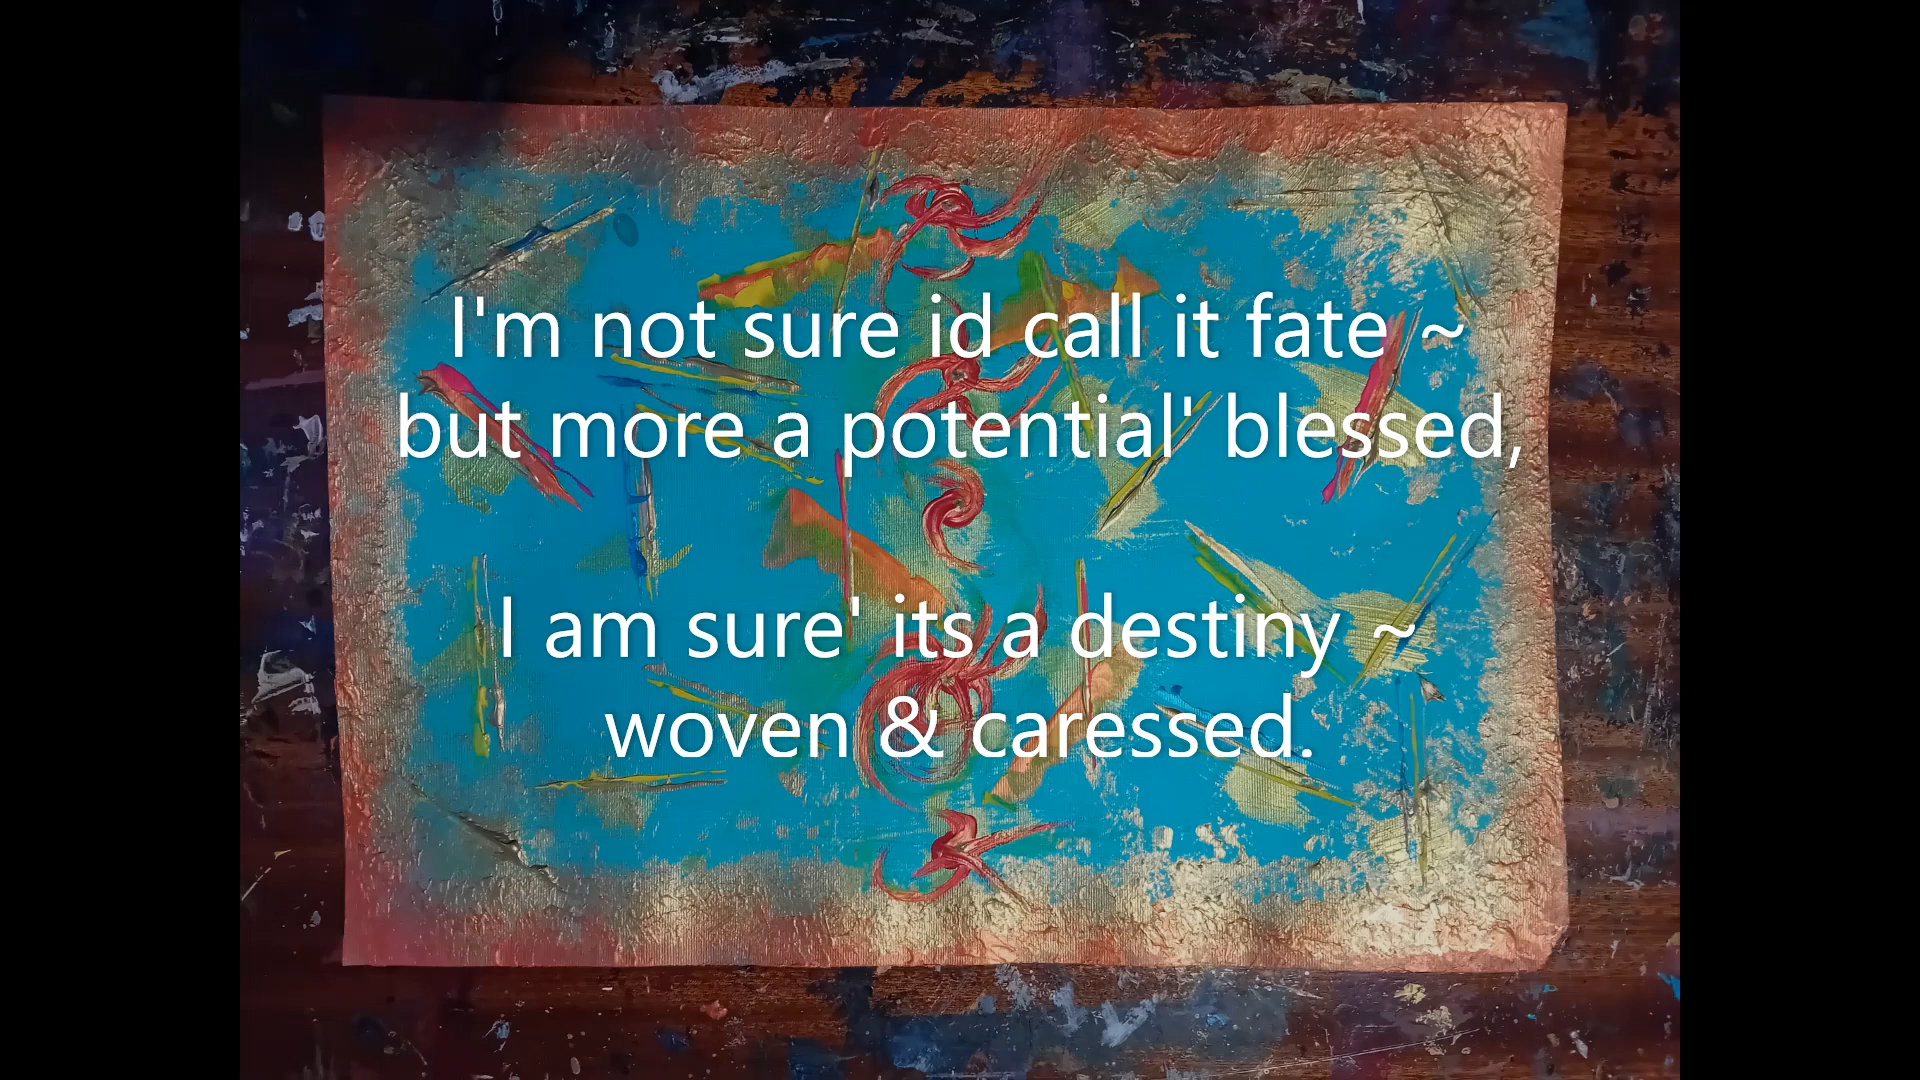 I'm not sure id call it fate ~
but more a potential' blessed,
I am sure' its a destiny ~
woven & caressed.